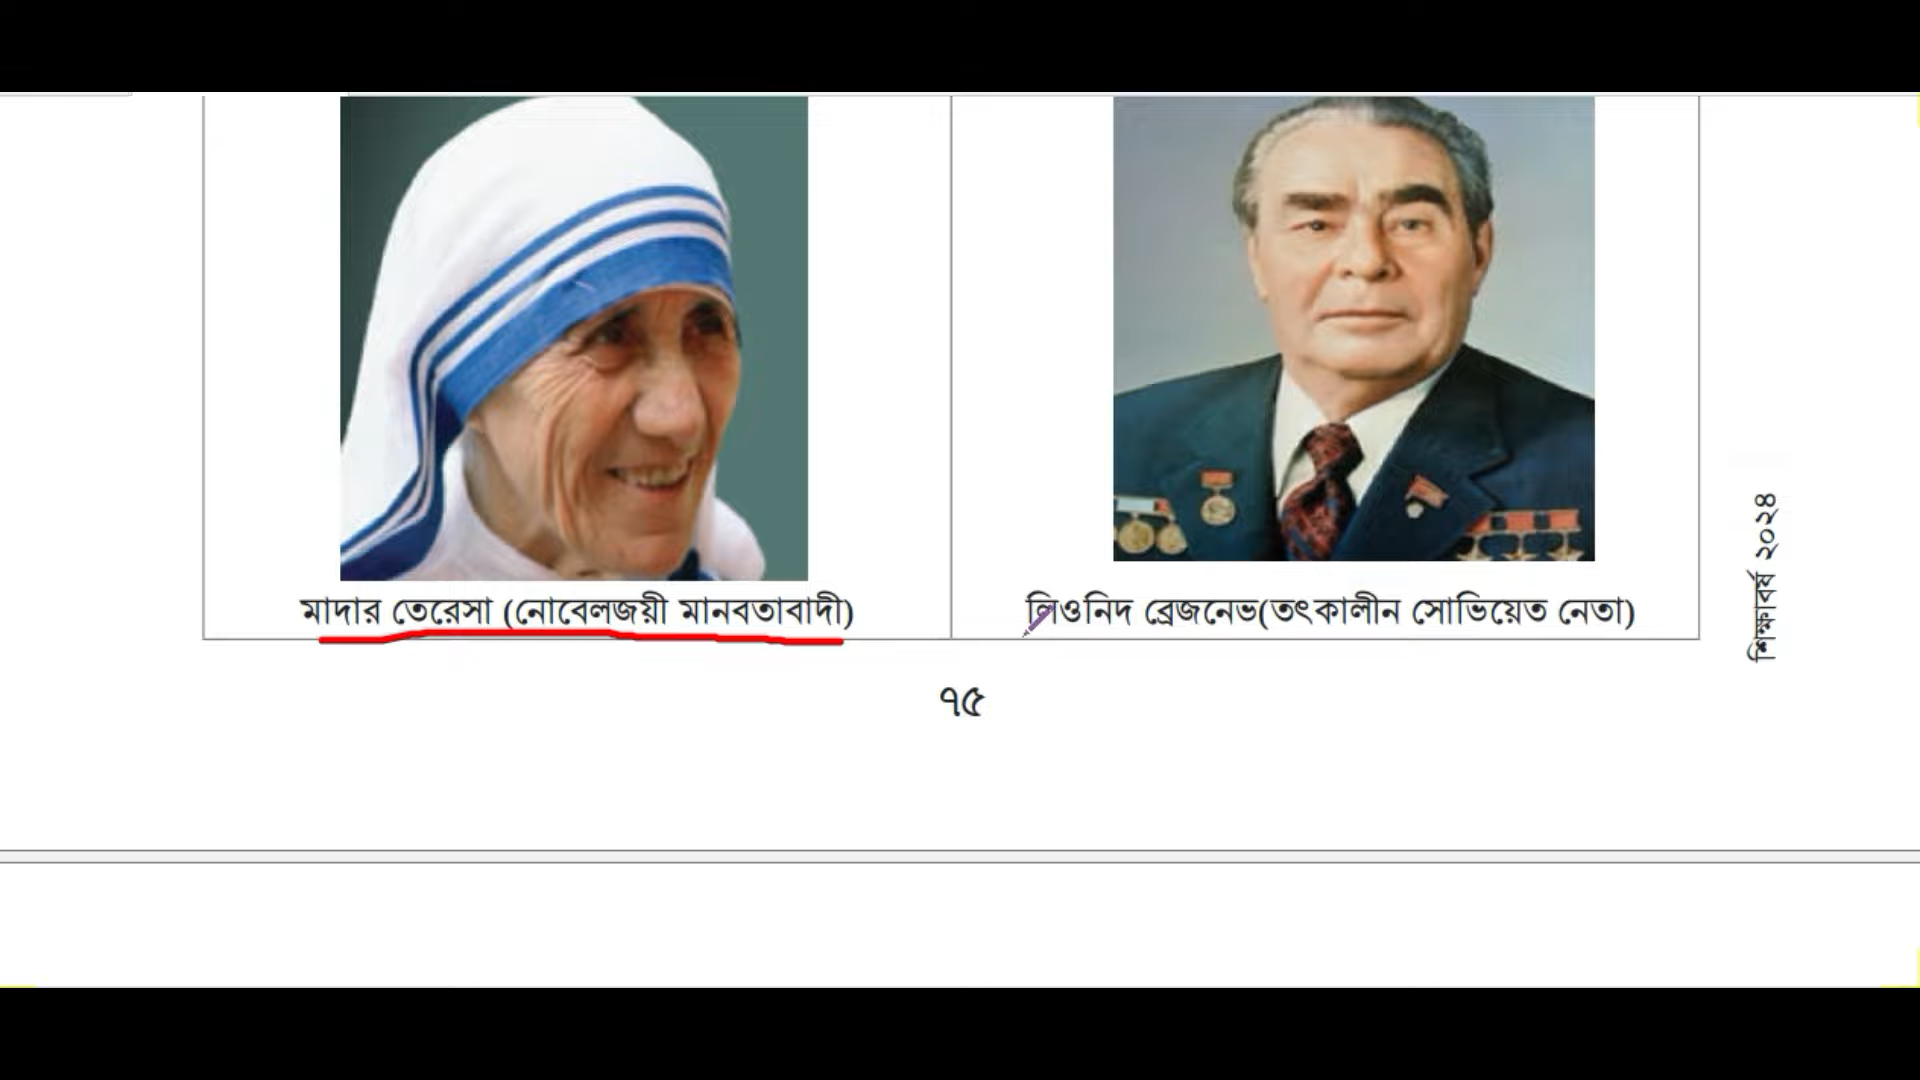 মাদার তেরেসা (নোবেলজয়ী মানবতাবাদী)
লিওনিদ ব্রেজনেভ(তৎকালীন সোভিয়েত নেতা)
শিক্ষাবর্ষ ২০২৪
৭৫